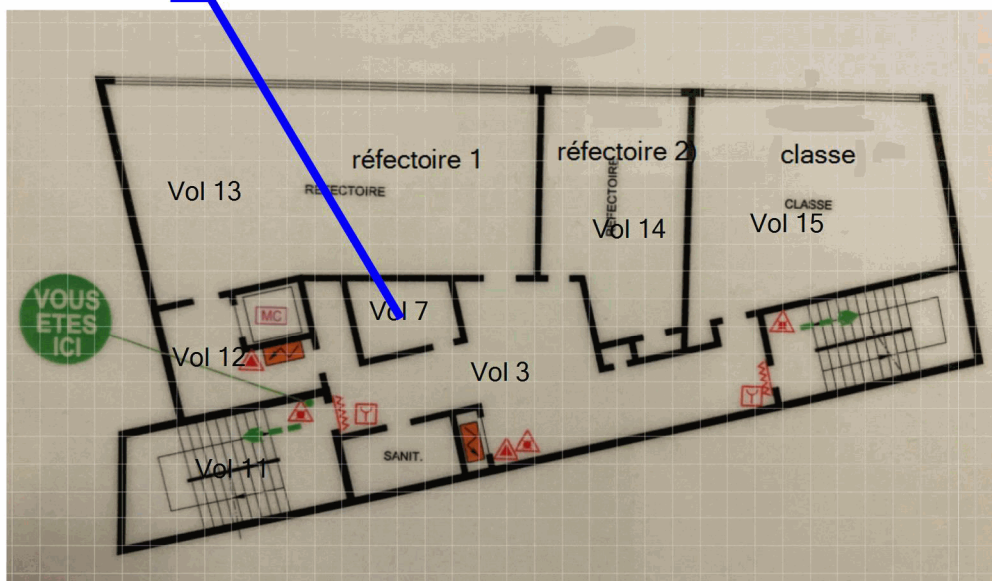 réfectoire 1
réfectoire 2)
classe
Vol 13
RÉFECTOIRE
RÉFECTOIRE
CLASSE
Vol 14
Vol 15
VOUS
ETES
ICI
MC
Vol 7
Vol 12
Vol 3
Vol 11
SANIT.